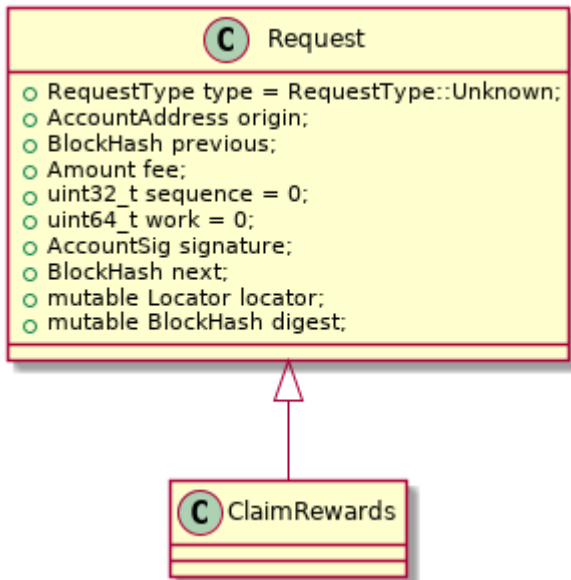 C Request
RequestType type = RequestType::Unknown;
AccountAddress origin;
BlockHash previous;
Amount fee;
uint32_t sequence = 0;
uint64_t work = 0;
AccountSig signature;
BlockHash next;
mutable Locator locator;
mutable BlockHash digest;
C ClaimRewards